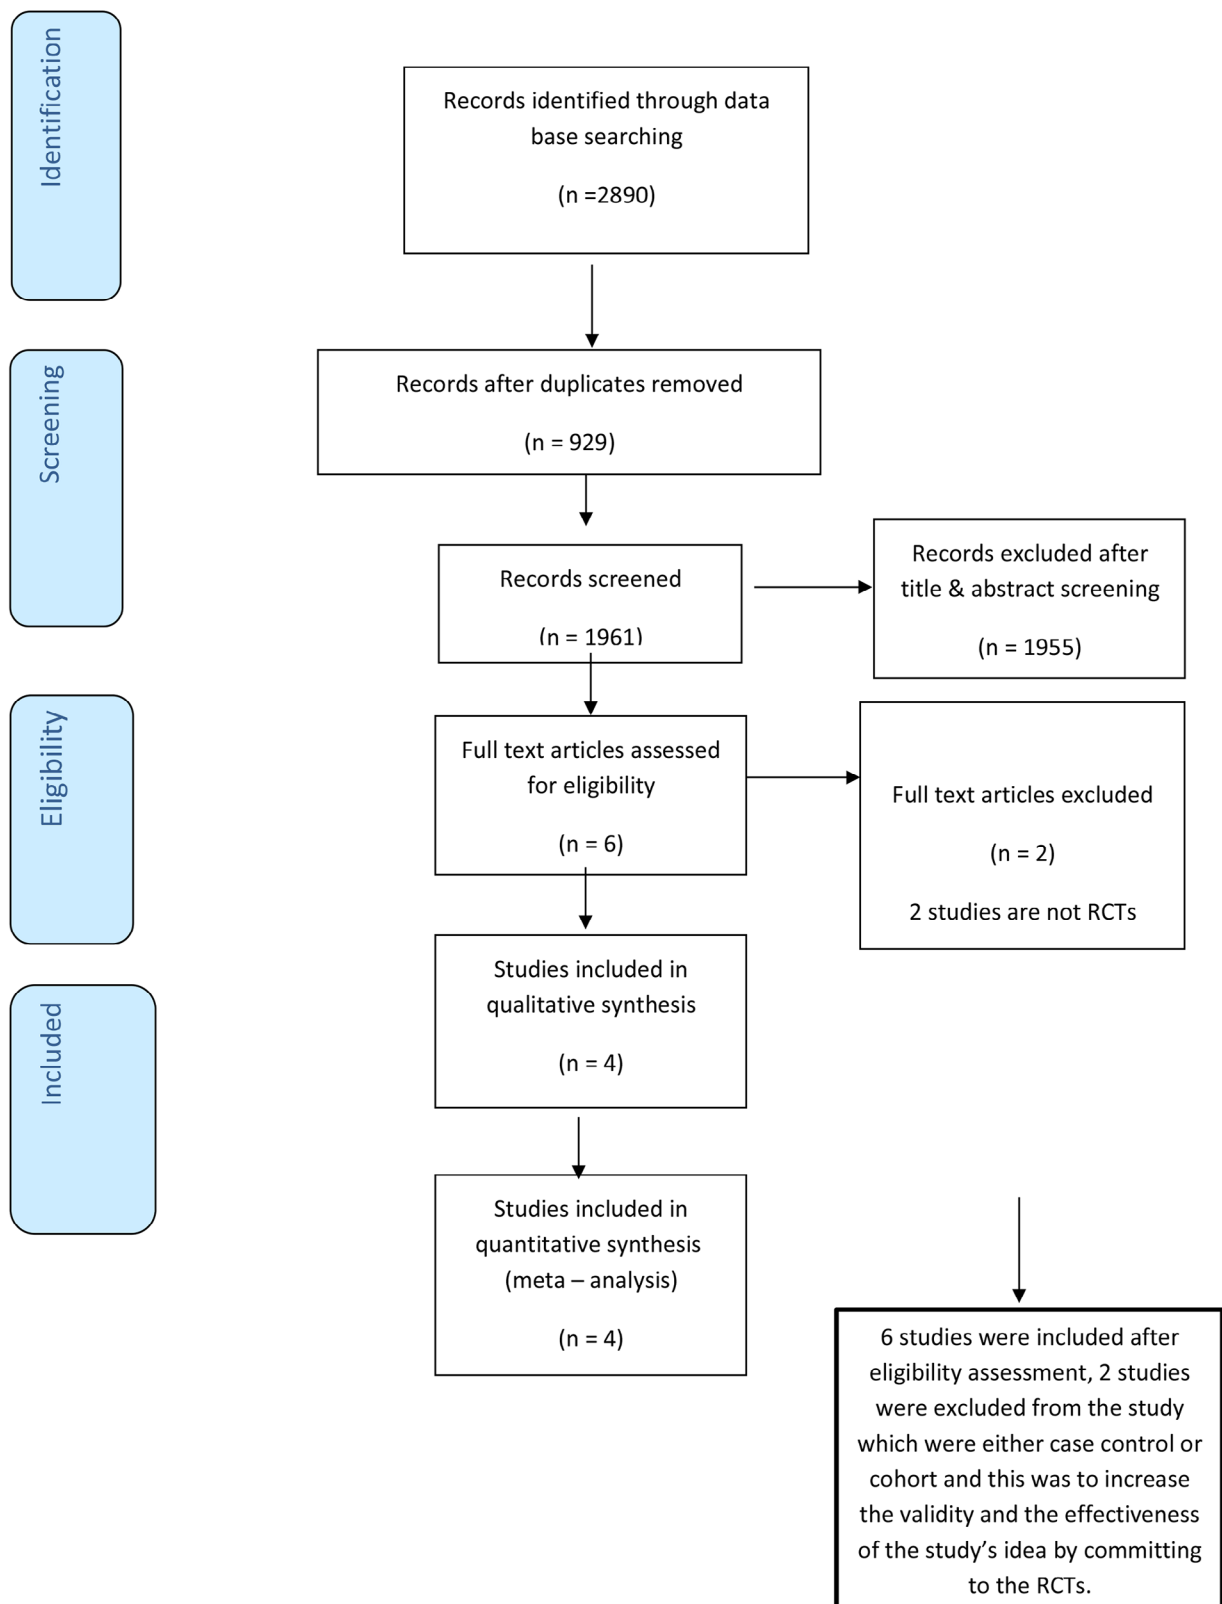 Identification
Records identified through data
base searching
(n =2890)
Screening
Records after duplicates removed
(n = 929)
Records screened
(n = 1961)
Records excluded after
title & abstract screening
(n = 1955)
Eligibility
Full text articles assessed
for eligibility
(n = 6)
Full text articles excluded
(n = 2)
2 studies are not RCTs
Included
Studies included in
qualitative synthesis
(n = 4)
Studies included in
quantitative synthesis
(meta – analysis)
(n = 4)
6 studies were included after
eligibility assessment, 2 studies
were excluded from the study
which were either case control or
cohort and this was to increase
the validity and the effectiveness
of the study's idea by committing
to the RCTs.